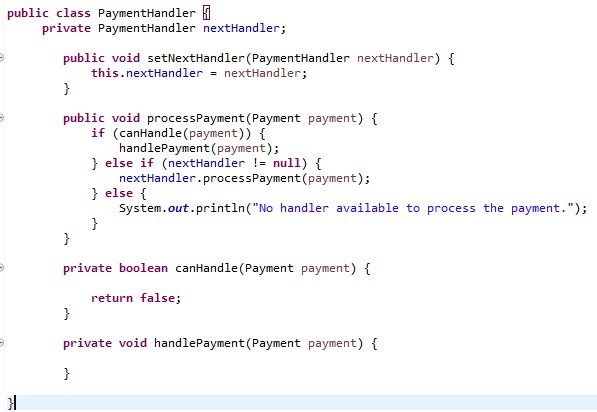 public class PaymentHandler {
    private PaymentHandler nextHandler;

        public void setNextHandler(PaymentHandler nextHandler) {
            this.nextHandler = nextHandler;
        }

        public void processPayment(Payment payment) {
            if (canHandle(payment)) {
                handlePayment(payment);
            } else if (nextHandler != null) {
                nextHandler.processPayment(payment);
            } else {
                System.out.println("No handler available to process the payment.");
            }
        }

        private boolean canHandle(Payment payment) {

            return false;
        }

        private void handlePayment(Payment payment) {

        }

}